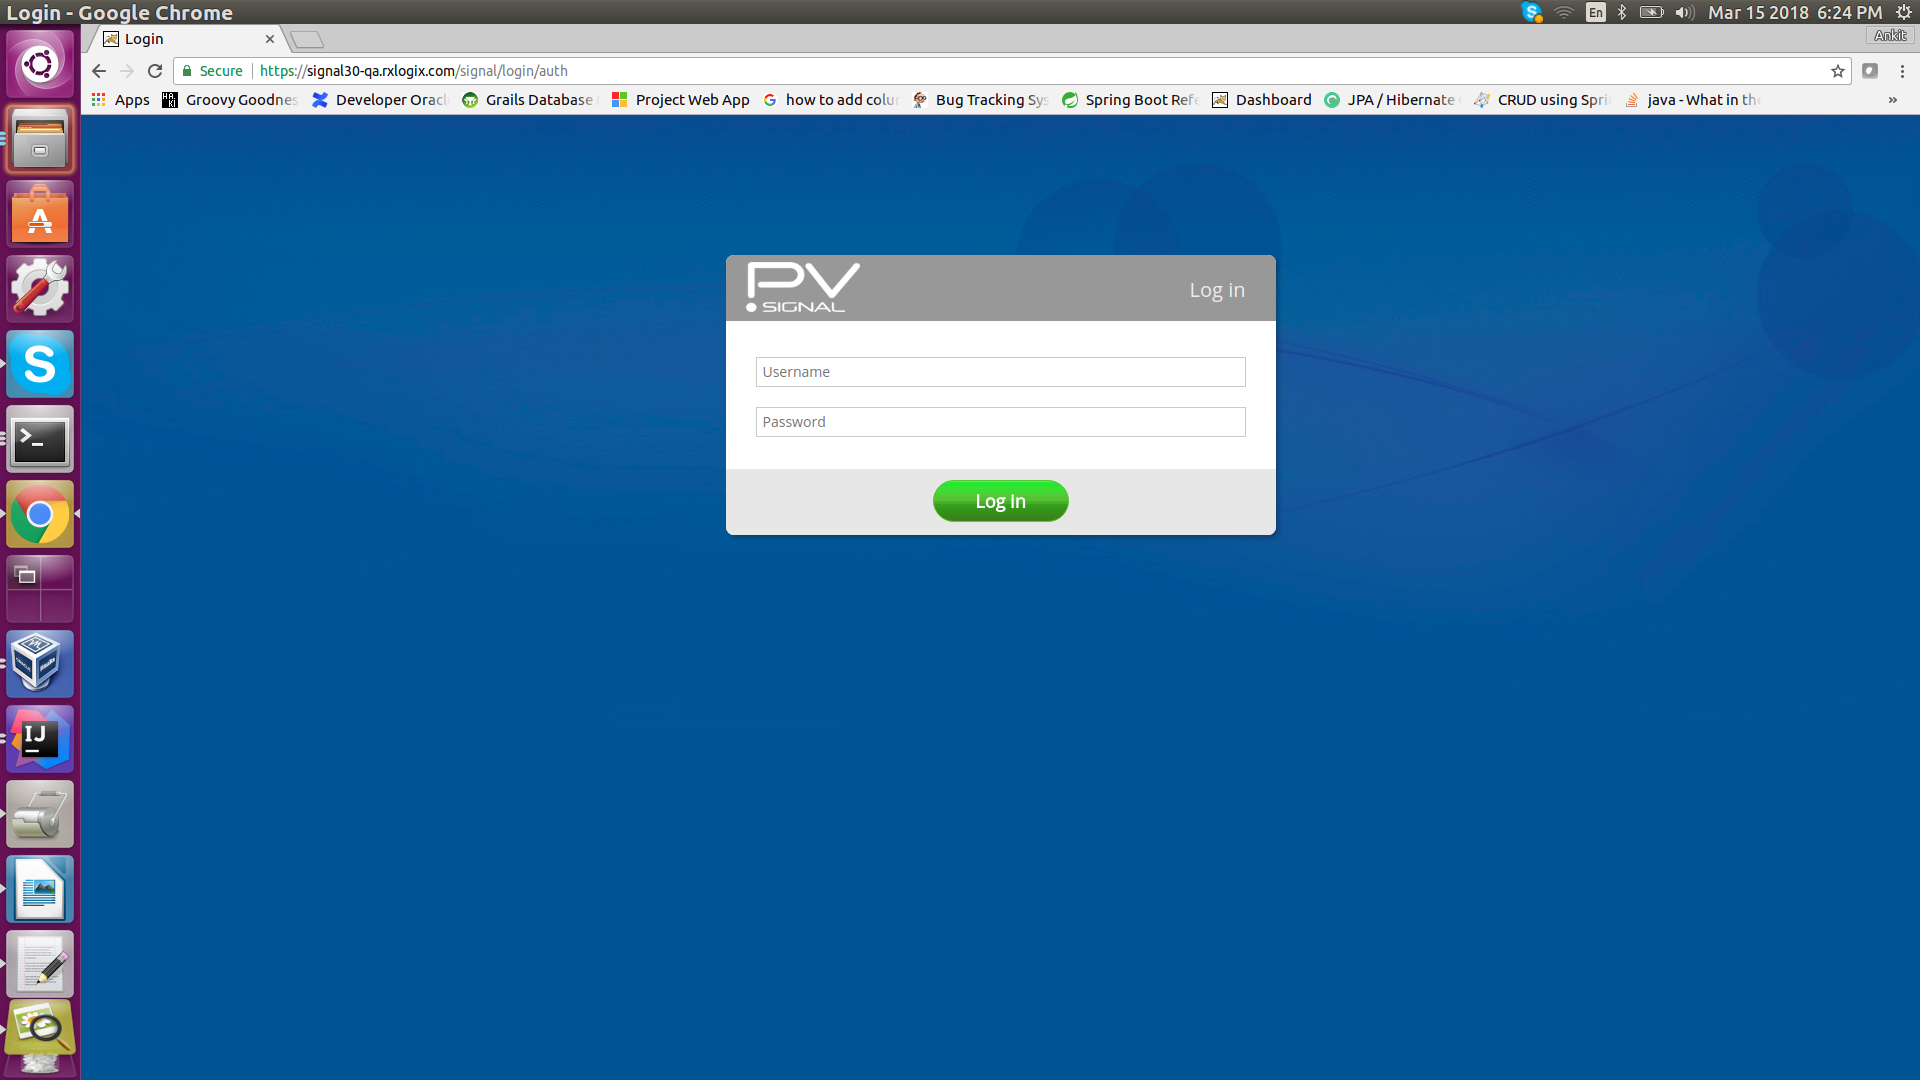 Login - Google Chrome
En
Mar 15 2018 6:24 PM
Login
Ankit
Secure
https://signal30-qa.rxlogix.com/signal/login/auth
Apps
Groovy Goodnes
Developer Oracl
Grails Database
Project Web App
how to add colu
Bug Tracking Sys
Spring Boot Refe
Dashboard
JPA / Hibernate
CRUD using Spri
java - What in the
PV
SIGNAL
Log in
Username
Password
Log in
IJ